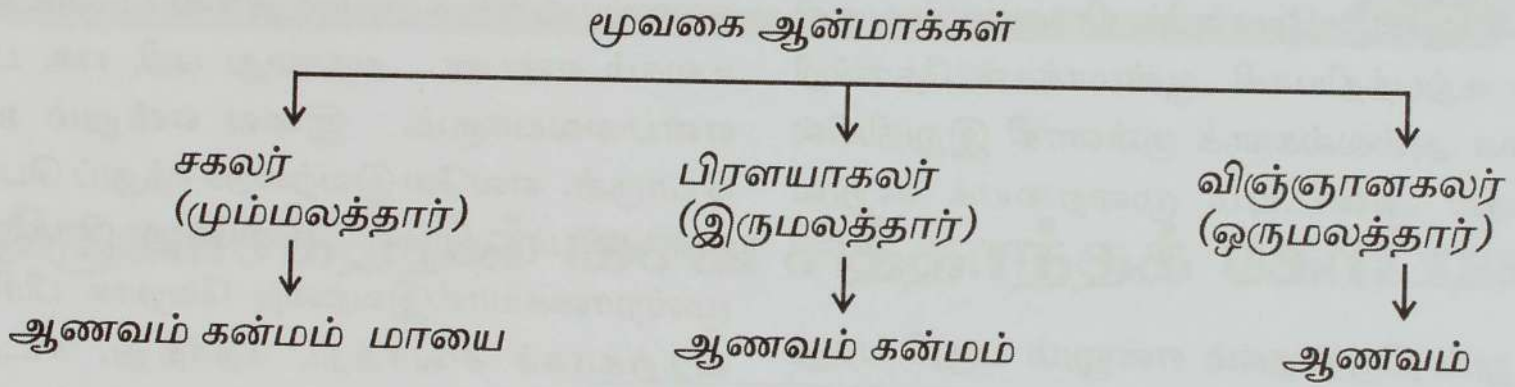 மூவகை ஆன்மாக்கள்
சகலர்
(மும்மலத்தார்)
ஆணவம் கன்மம் மாயை
பிரளயாகலர்
(இருமலத்தார்)
ஆணவம் கன்மம்
விஞ்ஞானகலர்
(ஒருமலத்தார்)
ஆணவம்